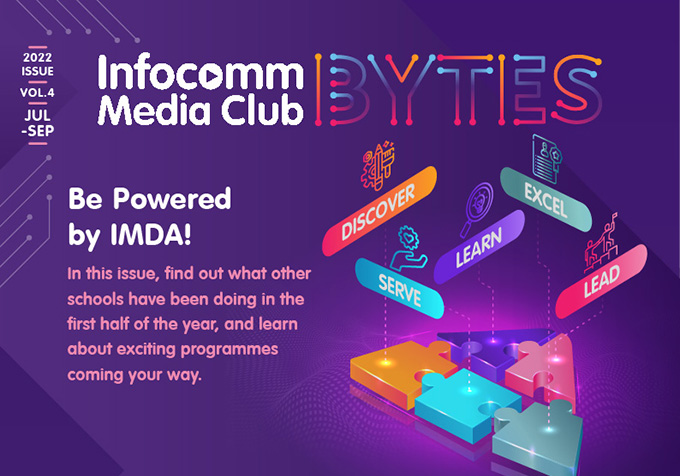 2022
ISSUE
VOL.4
JUL
-SEP
Infocomm
Media Club
BYTES
Be Powered
by IMDA!
In this issue, find out what other
schools have been doing in the
first half of the year, and learn
about exciting programmes
coming your way.
DISCOVER
EXCEL
LEARN
SERVE
LEAD